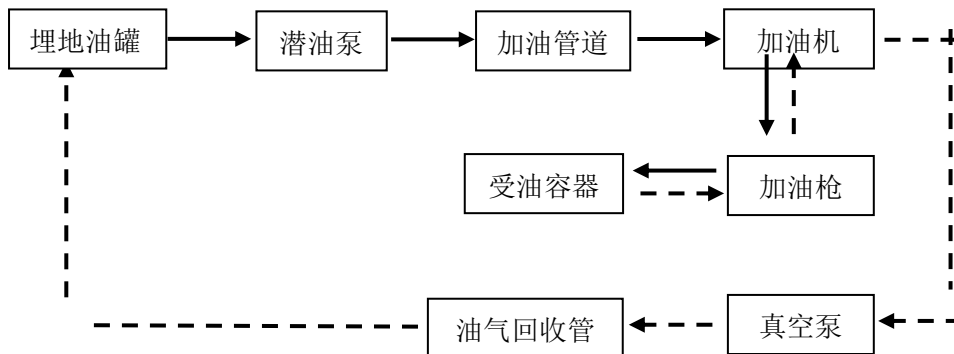 埋地油罐
潜油泵
加油管道
加油机
受油容器
加油枪
油气回收管
真空泵